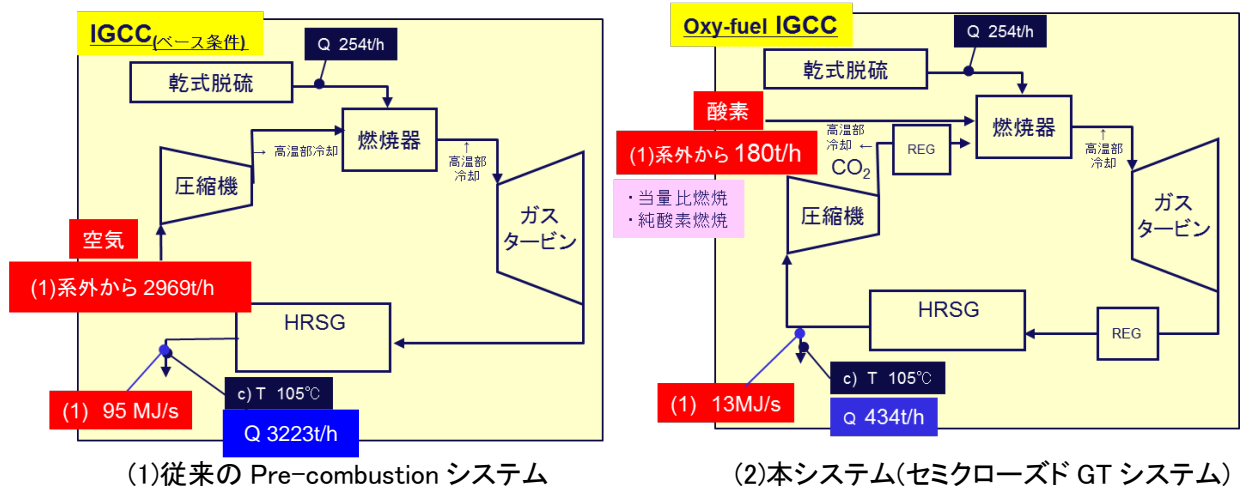 IGCC(ベース条件)
Q 254t/h
乾式脱硫
燃焼器
→ 高温部冷却
↑
高温部
冷却
圧縮機
ガス
タービン
空気
(1)系外から 2969t/h
HRSG
(1) 95 MJ/s
c) T 105℃
Q 3223t/h
(1)従来の Pre-combustion システム
Oxy-fuel IGCC
Q 254t/h
乾式脱硫
酸素
燃焼器
高温部
冷却 ←
CO₂
REG
↑
高温部
冷却
(1)系外から 180t/h
・当量比燃焼
・純酸素燃焼
圧縮機
ガス
タービン
HRSG
REG
(1) 13MJ/s
c) T 105℃
Q 434t/h
(2)本システム(セミクローズド GT システム)